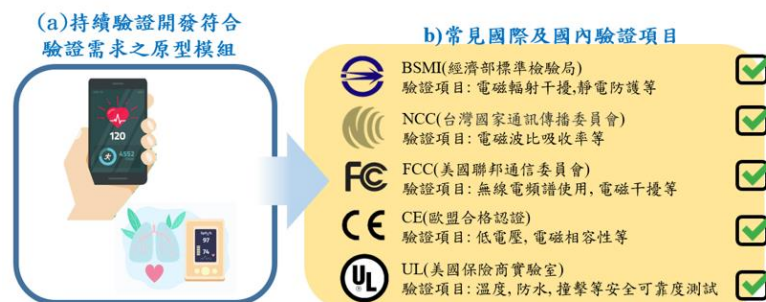 (a)持續驗證開發符合
驗證需求之原型模組
120
4552
SpO₂%
97
74
b)常見國際及國內驗證項目
BSMI(經濟部標準檢驗局)
驗證項目: 電磁輻射干擾,靜電防護等
NCC(台灣國家通訊傳播委員會)
驗證項目: 電磁波比吸收率等
FC
FCC(美國聯邦通信委員會)
驗證項目: 無線電頻譜使用, 電磁干擾等
CE
CE(歐盟合格認證)
驗證項目: 低電壓, 電磁相容性等
UL
UL(美國保險商實驗室)
驗證項目: 溫度, 防水, 撞擊等安全可靠度測試